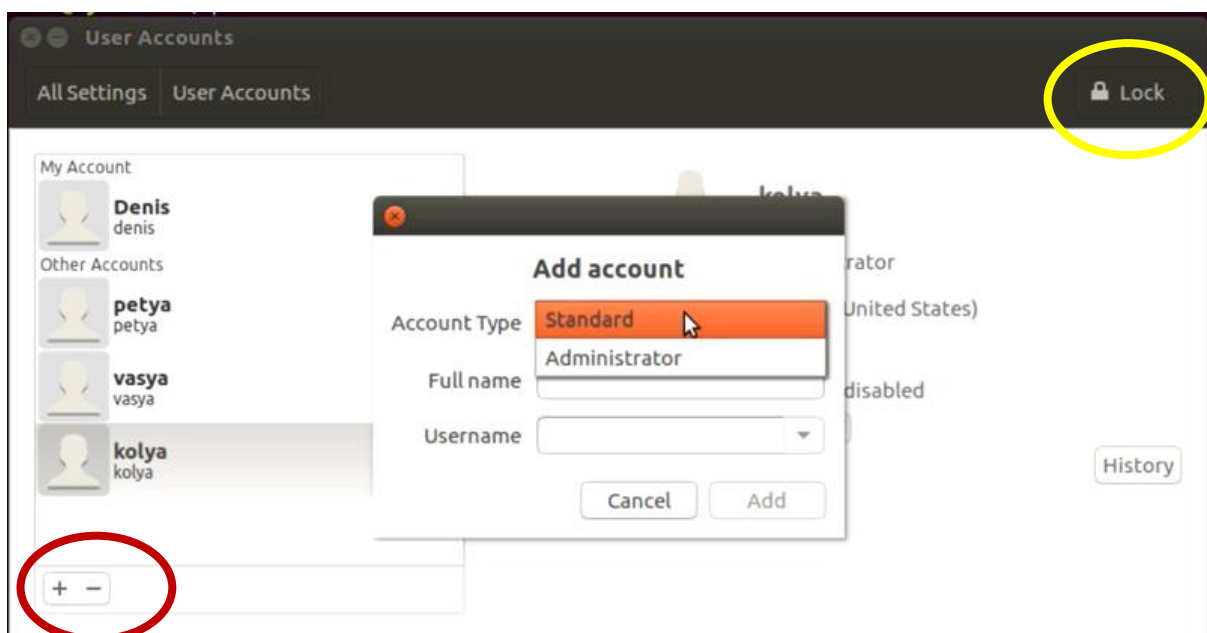 User Accounts
All Settings User Accounts
Lock
My Account
Denis
denis
Other Accounts
petya
petya
vasya
vasya
kolya
kolya
kolya
rator
United States)
disabled
History
Add account
Account Type Standard
Administrator
Full name
Username
Cancel Add
+ −